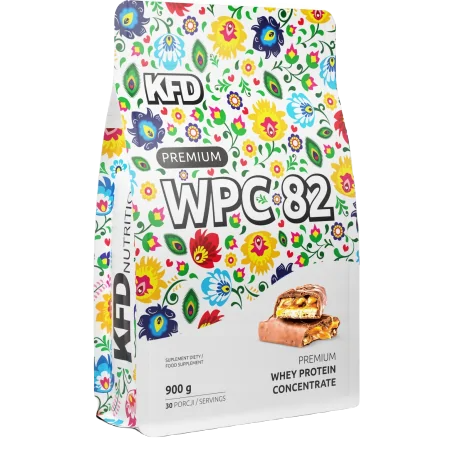 KFD
PREMIUM
WPC 82
KFD NUTRITION
SUPLEMENT DIETY /
FOOD SUPPLEMENT
900 g
30 PORCJI / SERVINGS
PREMIUM
WHEY PROTEIN
CONCENTRATE